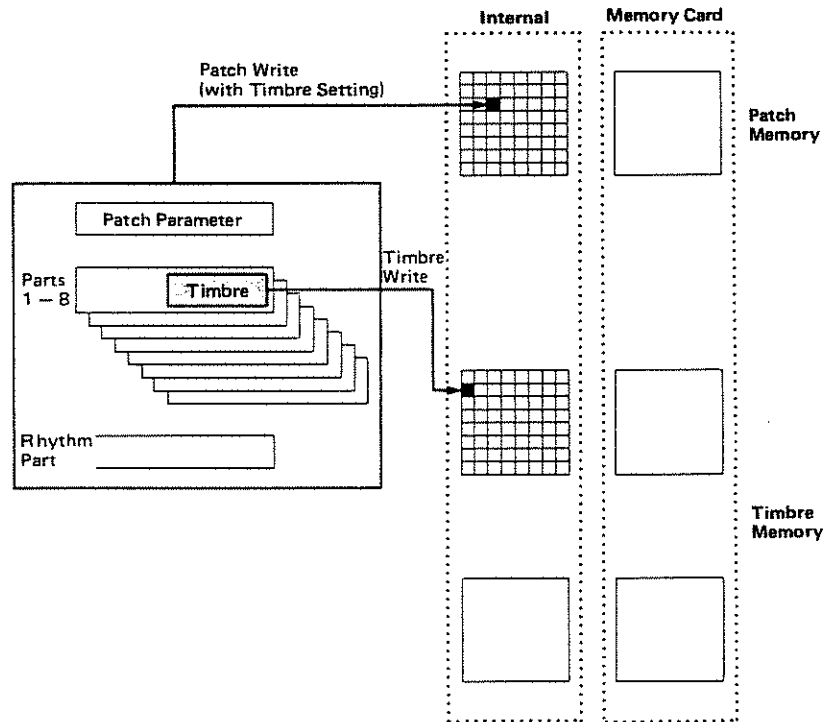 Internal
Memory Card
Patch Write
(with Timbre Setting)
Patch
Memory
Patch Parameter
Parts
1 – 8
Timbre
Timbre
Write
Rhythm
Part
Timbre
Memory